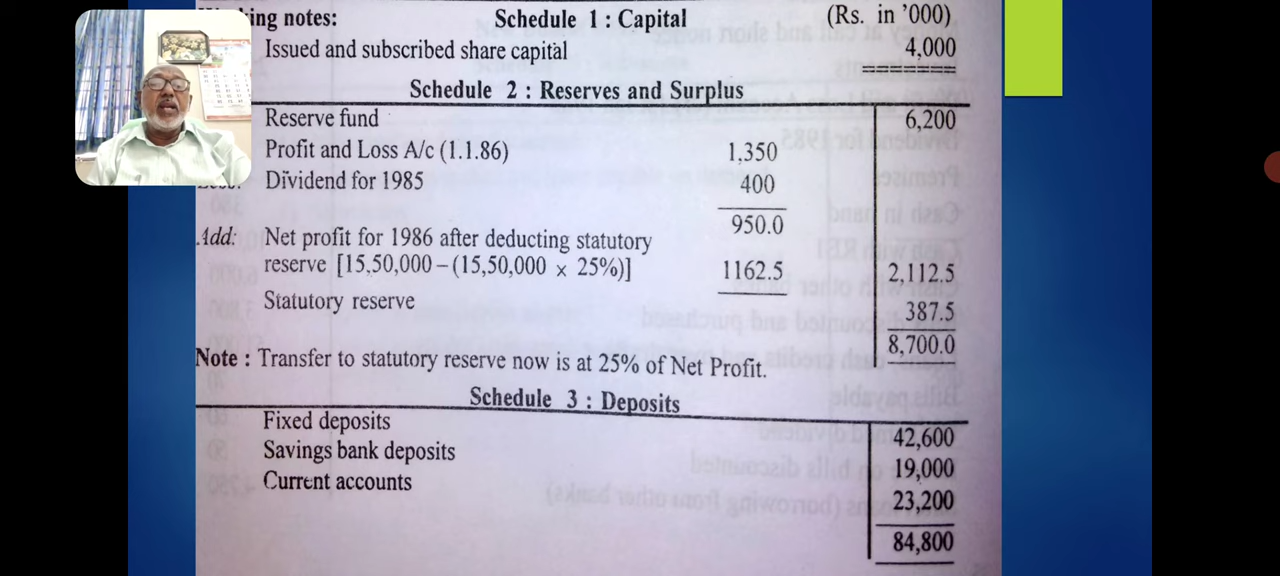 ing notes: Schedule 1 : Capital (Rs. in '000)
Issued and subscribed share capital 4,000
Schedule 2 : Reserves and Surplus
Reserve fund 6,200
Profit and Loss A/c (1.1.86) 1,350
Dividend for 1985 400
950.0
Add: Net profit for 1986 after deducting statutory
reserve [15,50,000 – (15,50,000 × 25%)] 1162.5 2,112.5
Statutory reserve 387.5
8,700.0
Note : Transfer to statutory reserve now is at 25% of Net Profit.
Schedule 3 : Deposits
Fixed deposits 42,600
Savings bank deposits 19,000
Current accounts 23,200
84,800